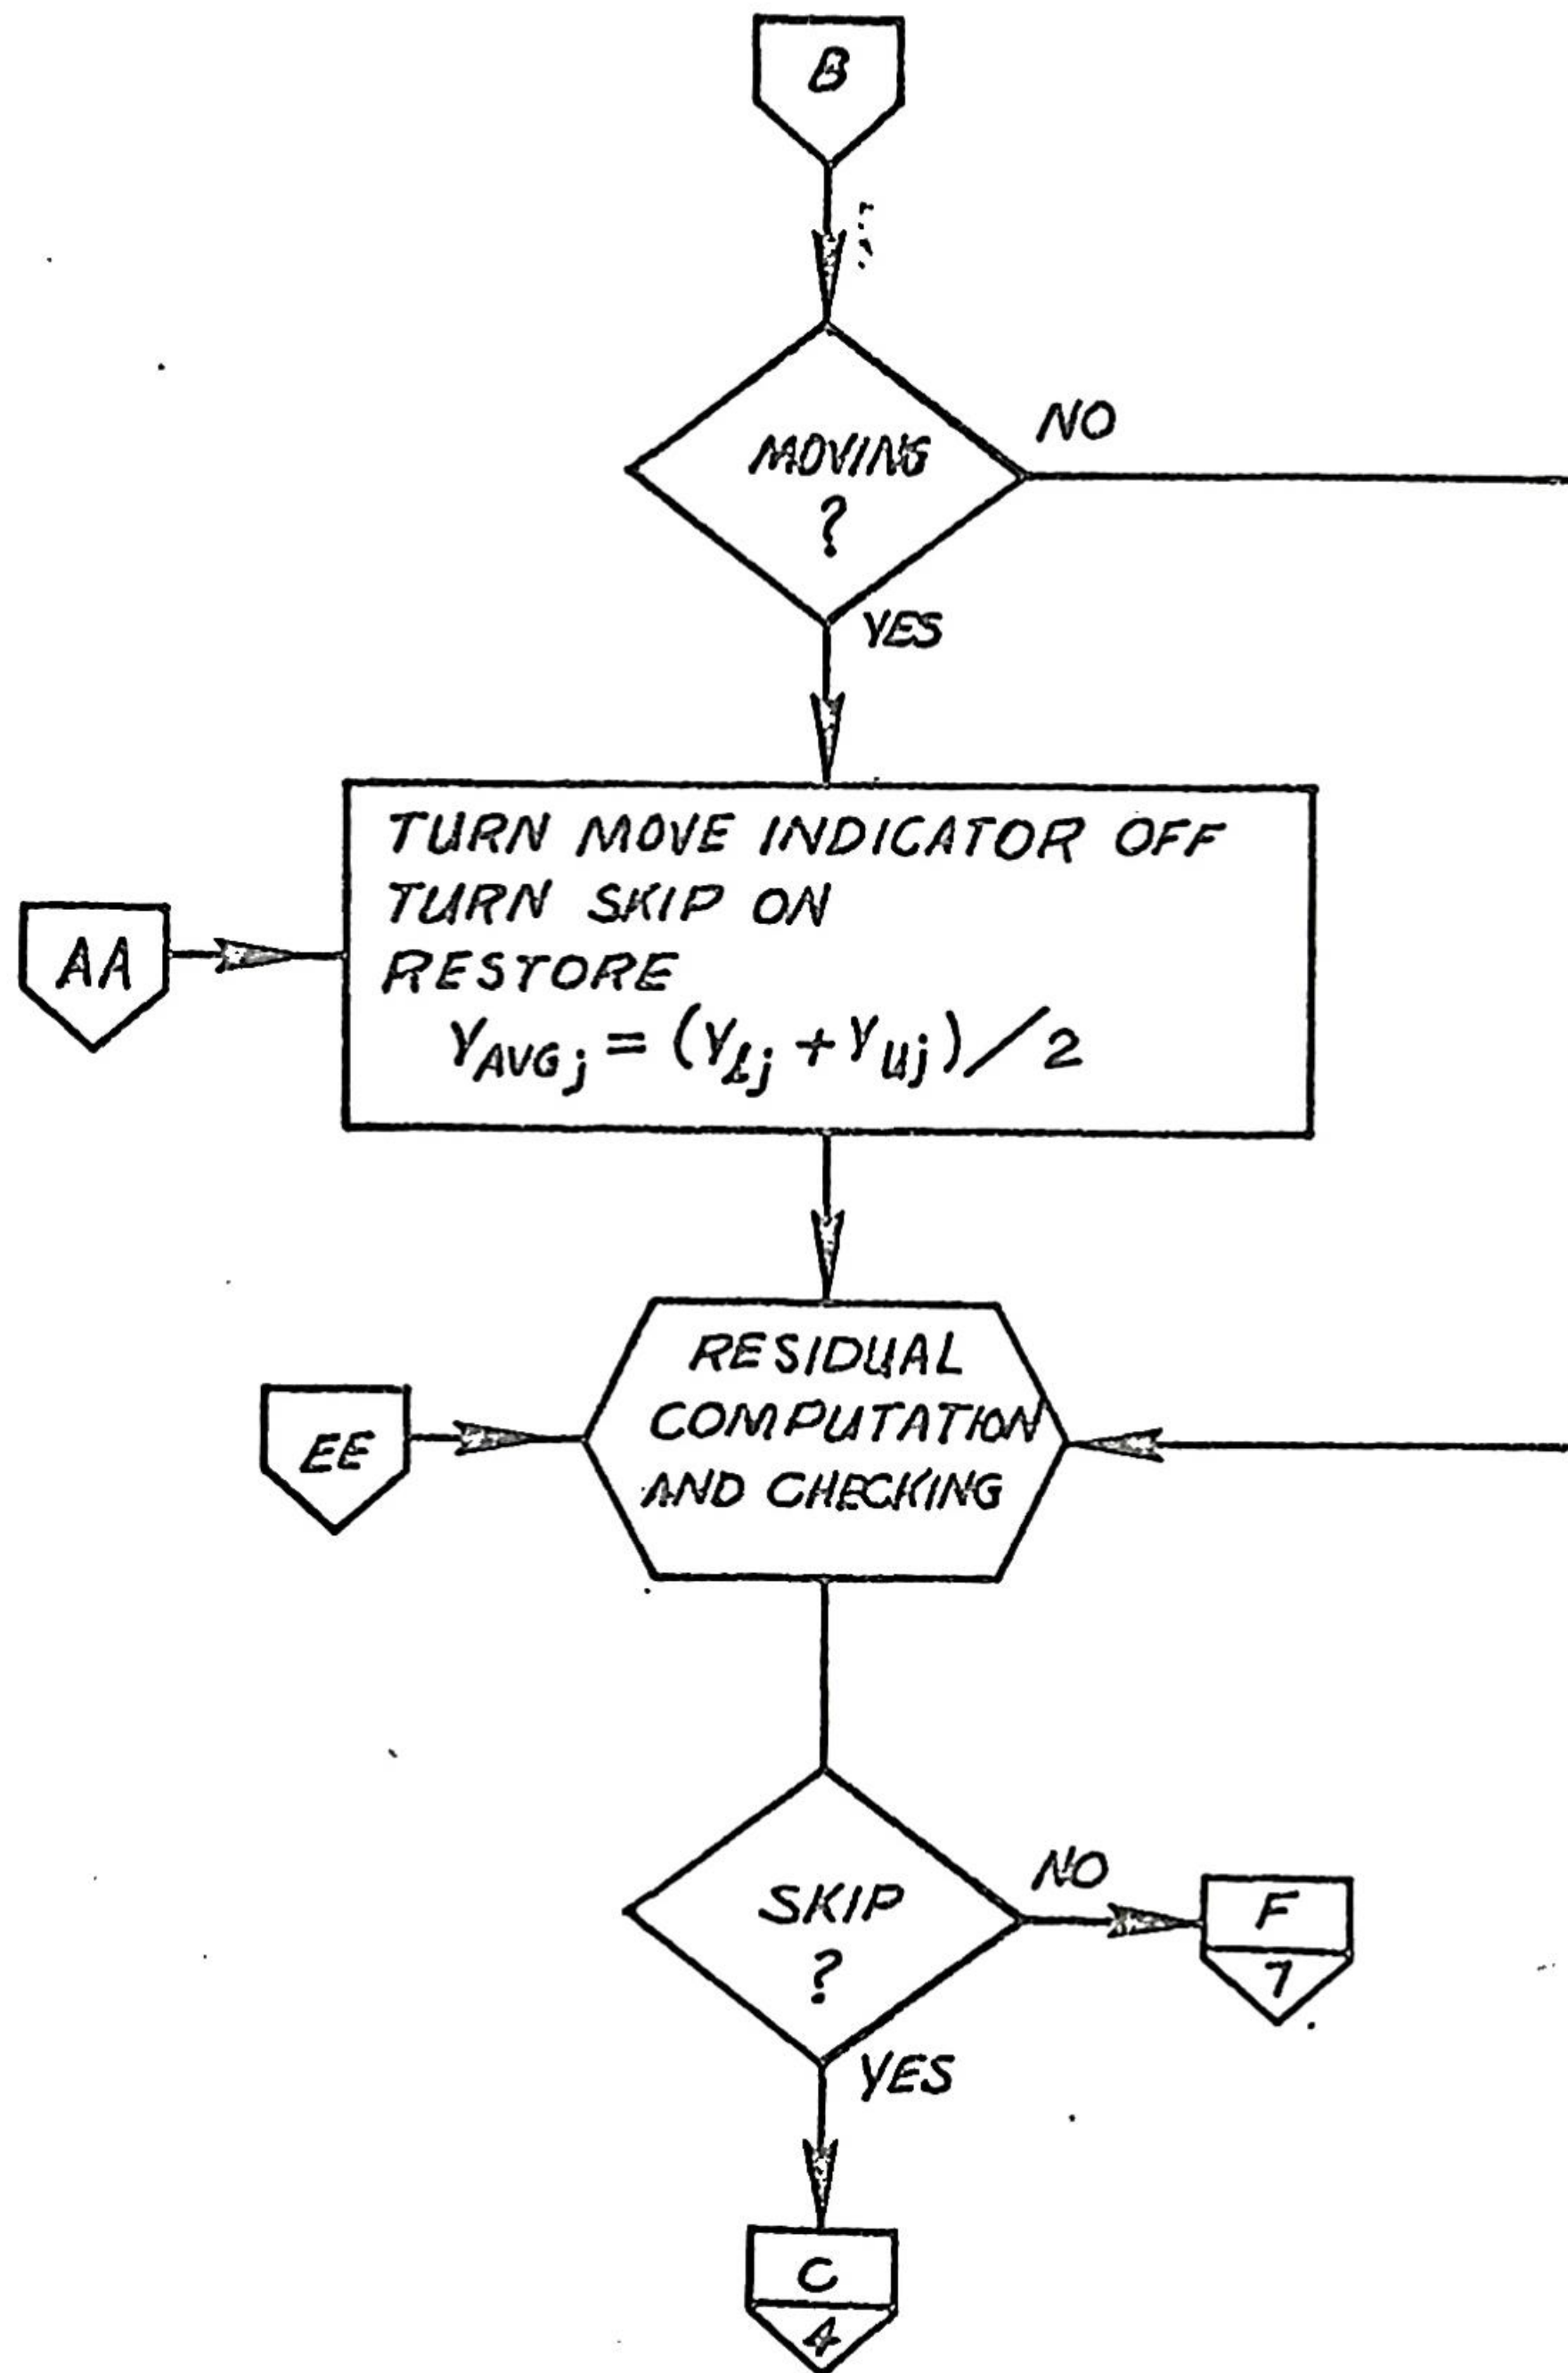 B
NO
MOVING
?
YES
TURN MOVE INDICATOR OFF
TURN SKIP ON
AA
RESTORE
Y_AVG j = (Y_lj + Y_uj) / 2
RESIDUAL
COMPUTATION
EE
AND CHECKING
NO
SKIP
F
?
7
YES
C
4